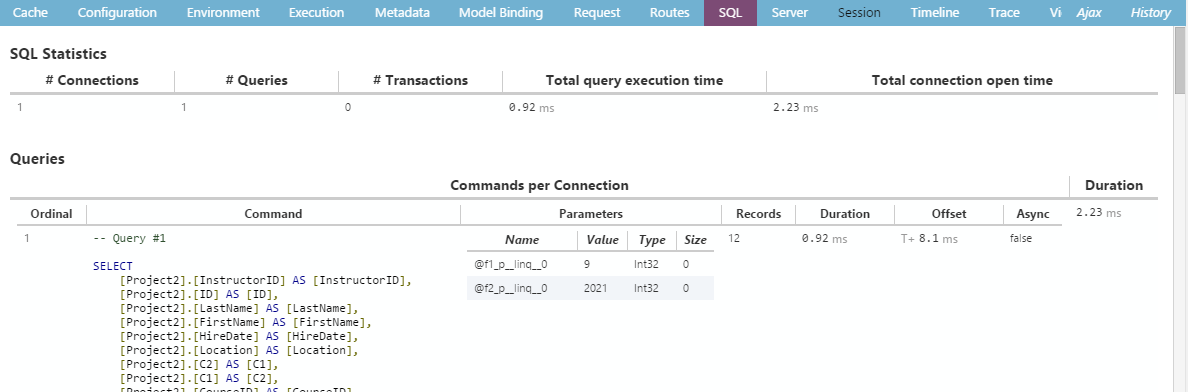 Cache Configuration Environment Execution Metadata Model Binding Request Routes SQL Server Session Timeline Trace Vi Ajax History
SQL Statistics
# Connections # Queries # Transactions Total query execution time Total connection open time
1 1 0 0.92 ms 2.23 ms
Queries
Commands per Connection Duration
Ordinal Command Parameters Records Duration Offset Async 2.23 ms
1 -- Query #1 Name Value Type Size 12 0.92 ms T+ 8.1 ms false
@f1_p__linq__0 9 Int32 0
@f2_p__linq__0 2021 Int32 0
SELECT
[Project2].[InstructorID] AS [InstructorID],
[Project2].[ID] AS [ID],
[Project2].[LastName] AS [LastName],
[Project2].[FirstName] AS [FirstName],
[Project2].[HireDate] AS [HireDate],
[Project2].[Location] AS [Location],
[Project2].[C2] AS [C1],
[Project2].[C1] AS [C2],
[Project2].[CourseID] AS [CourseID]